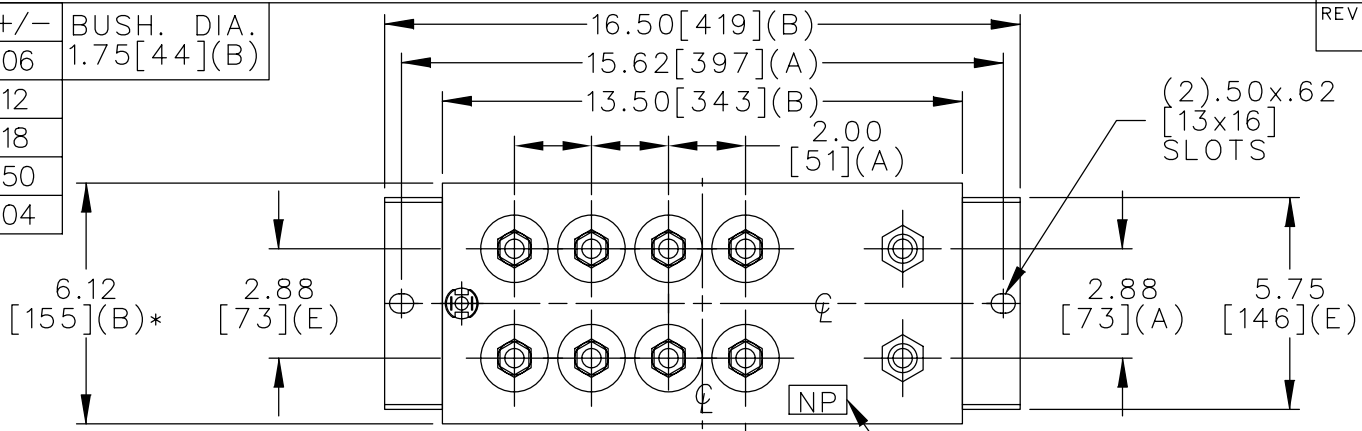 +/-
06
12
18
50
04
BUSH. DIA.
1.75[44](B)
16.50[419](B)
15.62[397](A)
13.50[343](B)
2.00
[51](A)
REV
(2).50x.62
[13x16]
SLOTS
6.12
[155](B)*
2.88
[73](E)
H
℄
2.88
[73](A)
5.75
[146](E)
℄
NP